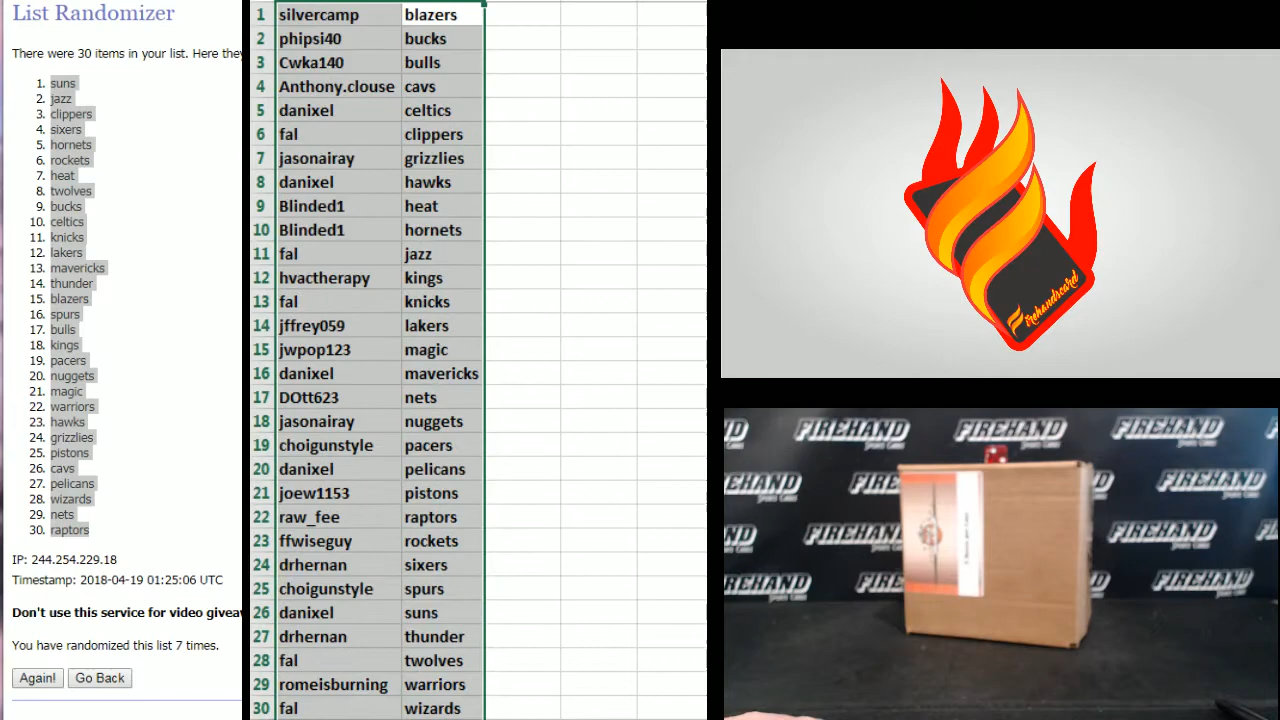 List Randomizer
There were 30 items in your list. Here they
1. suns
2. jazz
3. clippers
4. sixers
5. hornets
6. rockets
7. heat
8. twolves
9. bucks
10. celtics
11. knicks
12. lakers
13. mavericks
14. thunder
15. blazers
16. spurs
17. bulls
18. kings
19. pacers
20. nuggets
21. magic
22. warriors
23. hawks
24. grizzlies
25. pistons
26. cavs
27. pelicans
28. wizards
29. nets
30. raptors
IP: 244.254.229.18
Timestamp: 2018-04-19 01:25:06 UTC
Don't use this service for video giveav
You have randomized this list 7 times.
Again! Go Back
1 silvercamp blazers
2 phipsi40 bucks
3 Cwka140 bulls
4 Anthony.clouse cavs
5 danixel celtics
6 fal clippers
7 jasonairay grizzlies
8 danixel hawks
9 Blinded1 heat
10 Blinded1 hornets
11 fal jazz
12 hvactherapy kings
13 fal knicks
14 jffrey059 lakers
15 jwpop123 magic
16 danixel mavericks
17 DOtt623 nets
18 jasonairay nuggets
19 choigunstyle pacers
20 danixel pelicans
21 joew1153 pistons
22 raw_fee raptors
23 ffwiseguy rockets
24 drhernan sixers
25 choigunstyle spurs
26 danixel suns
27 drhernan thunder
28 fal twolves
29 romeisburning warriors
30 fal wizards
Firehandscard
FIREHAND
FIREHAND
FIREHAND
FIREHAND
FIREHAND
FIREHAND